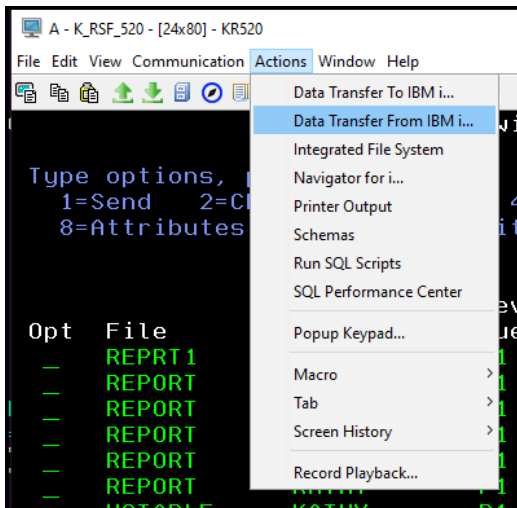 A - K_RSF_520 - [24x80] - KR520
File Edit View Communication Actions Window Help
Data Transfer To IBM i...
Data Transfer From IBM i...
Integrated File System
Navigator for i...
Printer Output
Schemas
Run SQL Scripts
SQL Performance Center
Popup Keypad...
Macro
Tab
Screen History
Record Playback...
Type options,
1=Send 2=C
8=Attributes
Opt File
REPRT1
REPORT
REPORT
REPORT
REPORT
REPORT